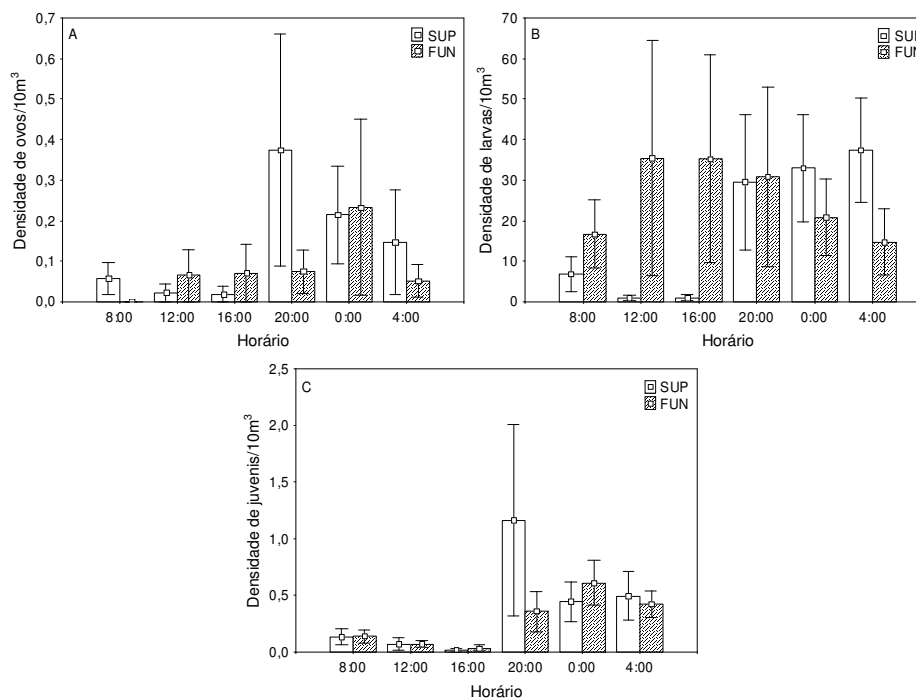 A
SUP
FUN
Densidade de ovos/10m³
0,7
0,6
0,5
0,4
0,3
0,2
0,1
0,0
8:00 12:00 16:00 20:00 0:00 4:00
Horário
B
SUP
FUN
Densidade de larvas/10m³
70
60
50
40
30
20
10
0
8:00 12:00 16:00 20:00 0:00 4:00
Horário
C
SUP
FUN
Densidade de juvenis/10m³
2,5
2,0
1,5
1,0
0,5
0,0
8:00 12:00 16:00 20:00 0:00 4:00
Horário